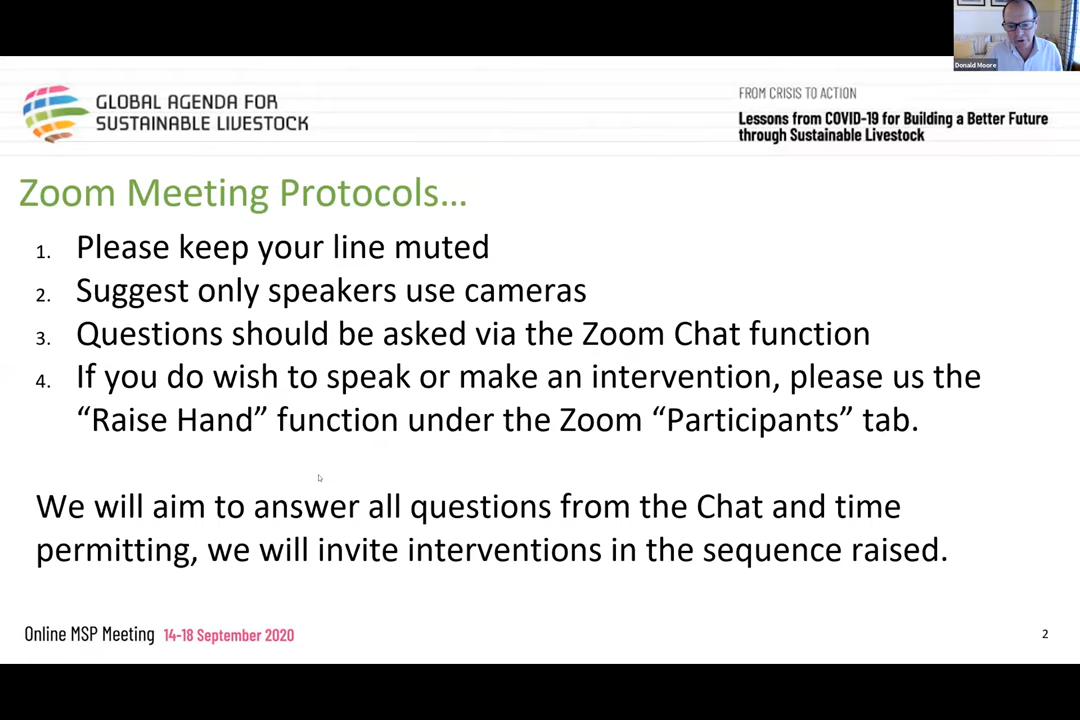 Donald Moore
GLOBAL AGENDA FOR
SUSTAINABLE LIVESTOCK
FROM CRISIS TO ACTION
Lessons from COVID-19 for Building a Better Future
through Sustainable Livestock
Zoom Meeting Protocols...
1. Please keep your line muted
2. Suggest only speakers use cameras
3. Questions should be asked via the Zoom Chat function
4. If you do wish to speak or make an intervention, please us the
“Raise Hand” function under the Zoom “Participants” tab.
We will aim to answer all questions from the Chat and time
permitting, we will invite interventions in the sequence raised.
Online MSP Meeting 14-18 September 2020
2